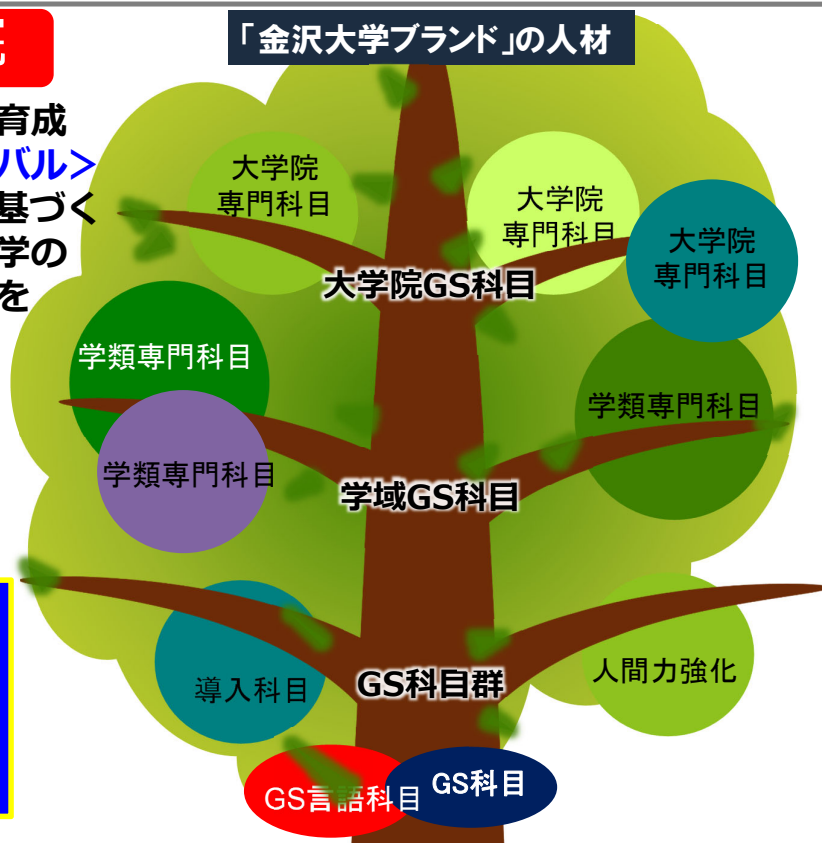 「金沢大学ブランド」の人材
育成
バル＞
基づく
学の
を
大学院
専門科目
大学院
専門科目
大学院
専門科目
大学院GS科目
学類専門科目
学類専門科目
学類専門科目
学域GS科目
導入科目
GS科目群
人間力強化
GS言語科目
GS科目